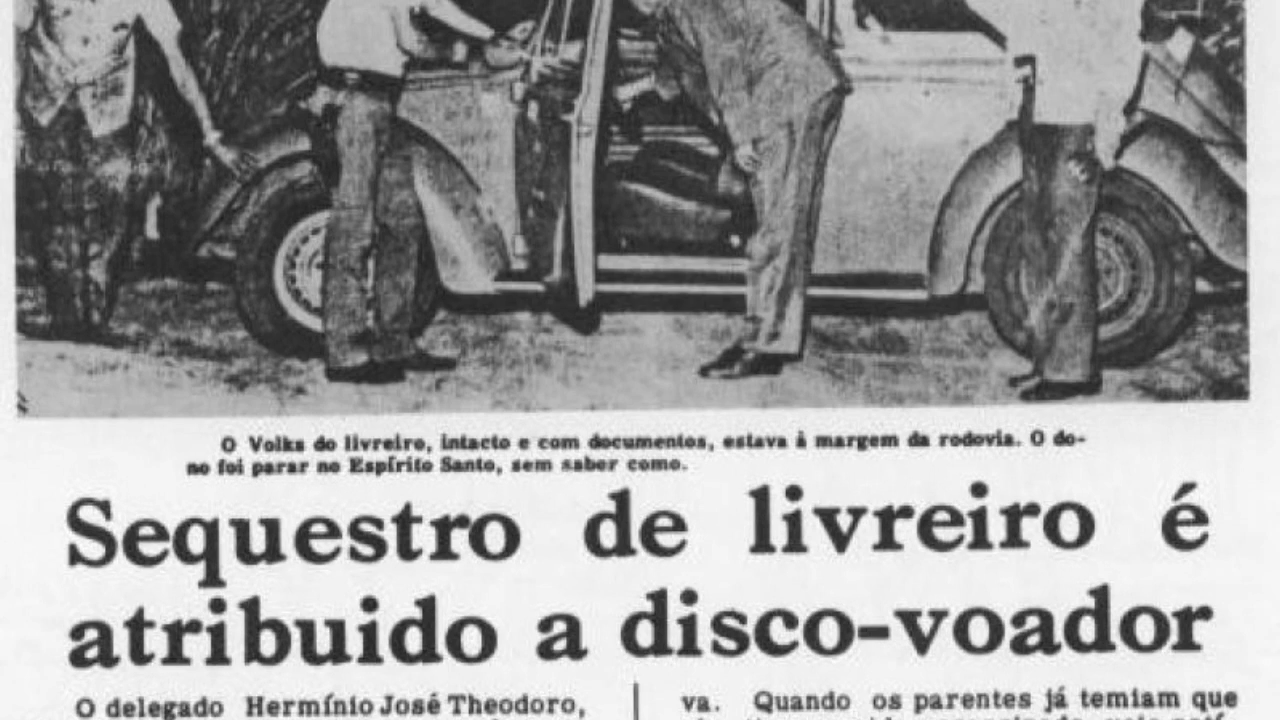 O Volks do livreiro, intacto e com documentos, estava à margem da rodovia. O do-
no foi parar no Espírito Santo, sem saber como.
Sequestro de livreiro é
atribuido a disco-voador
O delegado Hermínio José Theodoro,
va. Quando os parentes já temiam que